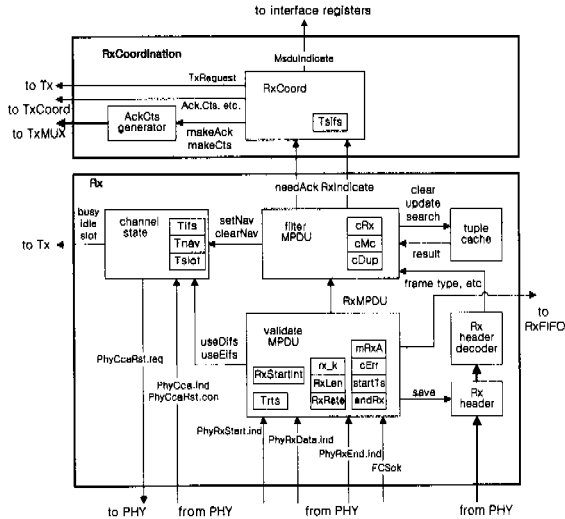 to interface registers
RxCoordination
MsduIndicate
TxRequest
to Tx
RxCoord
to TxCoord
Ack.Cts. etc.
AckCts
generator
Tsifs
to TxMUX
makeAck
makeCts
needAck RxIndicate
Rx
clear
update
search
busy
idle
slot
channel
state
Tifs
Tnav
Tslot
setNav
clearNav
filter
MPDU
cRx
cMc
cDup
tuple
cache
to Tx
result
RxMPDU
frame type, etc
to
RxFIFO
useDifs
useEifs
validate
MPDU
mRxA
Rx
header
decoder
PhyCcaRst.req
PhyCca.ind
PhyCcaRst.con
RxStartInt
rx_k
cErr
RxLen
startTs
Trts
RxRate
endRx
save
Rx
header
PhyRxStart.ind
PhyRxData.ind
PhyRxEnd.ind
FCSok
to PHY
from PHY
from PHY
from PHY